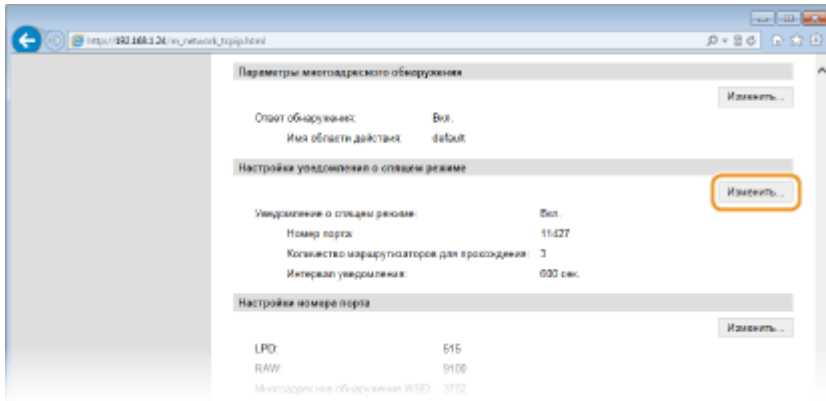 http://192.168.1.24/m_network_tcpip.html
Параметры многоадресного обнаружения
Изменить...
Ответ обнаружения: Вкл.
Имя области действия: default
Настройки уведомления о спящем режиме
Изменить...
Уведомление о спящем режиме: Вкл.
Номер порта: 11427
Количество маршрутизаторов для прохождения: 3
Интервал уведомления: 600 сек.
Настройки номера порта
Изменить...
LPD: 515
RAW: 9100
Многоадресное обнаружение WSD: 3702